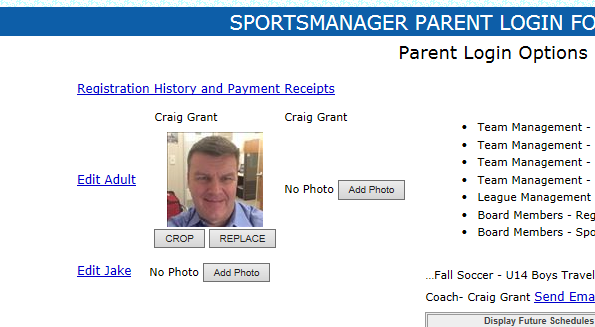 SPORTSMANAGER PARENT LOGIN FO
Parent Login Options
Registration History and Payment Receipts
Craig Grant
Craig Grant
Edit Adult
No Photo Add Photo
CROP REPLACE
Edit Jake No Photo Add Photo
• Team Management -
• Team Management -
• Team Management -
• Team Management -
• League Management
• Board Members - Reg
• Board Members - Spo
...Fall Soccer - U14 Boys Travel
Coach- Craig Grant Send Ema
Display Future Schedules